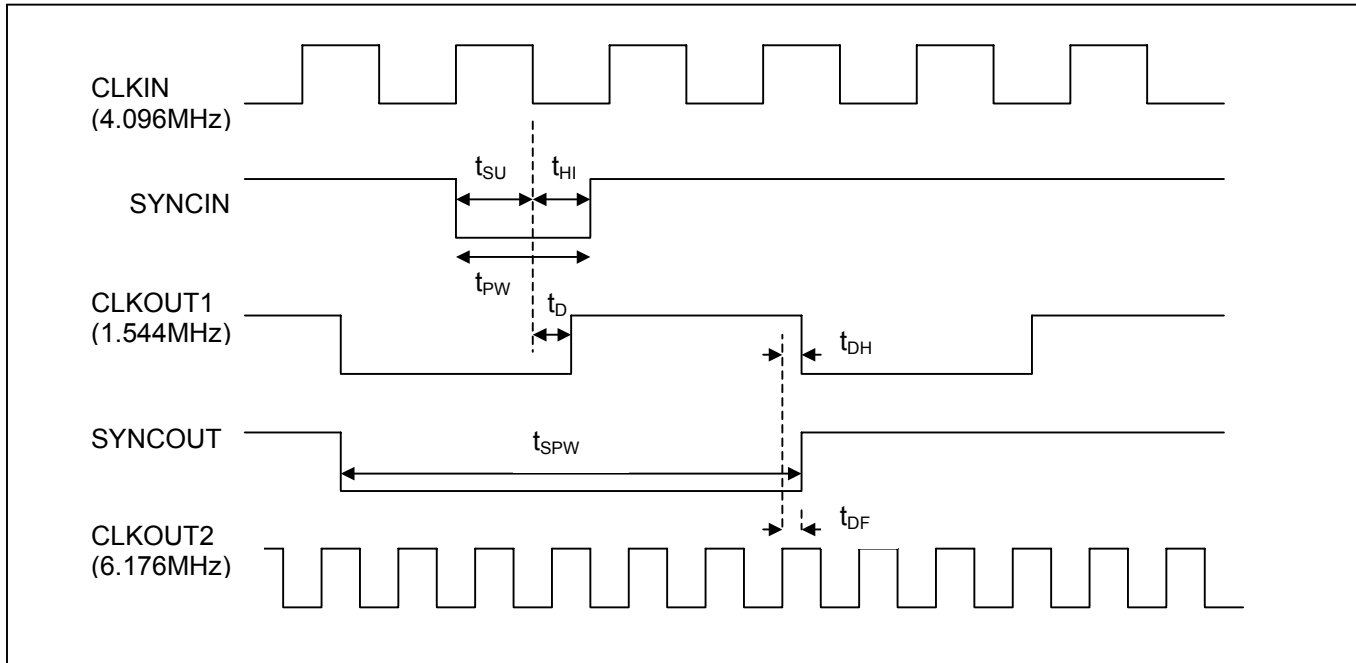 CLKIN
(4.096MHz)
tSU
tHI
SYNCIN
tPW
CLKOUT1
(1.544MHz)
tD
tDH
SYNCOUT
tSPW
tDF
CLKOUT2
(6.176MHz)